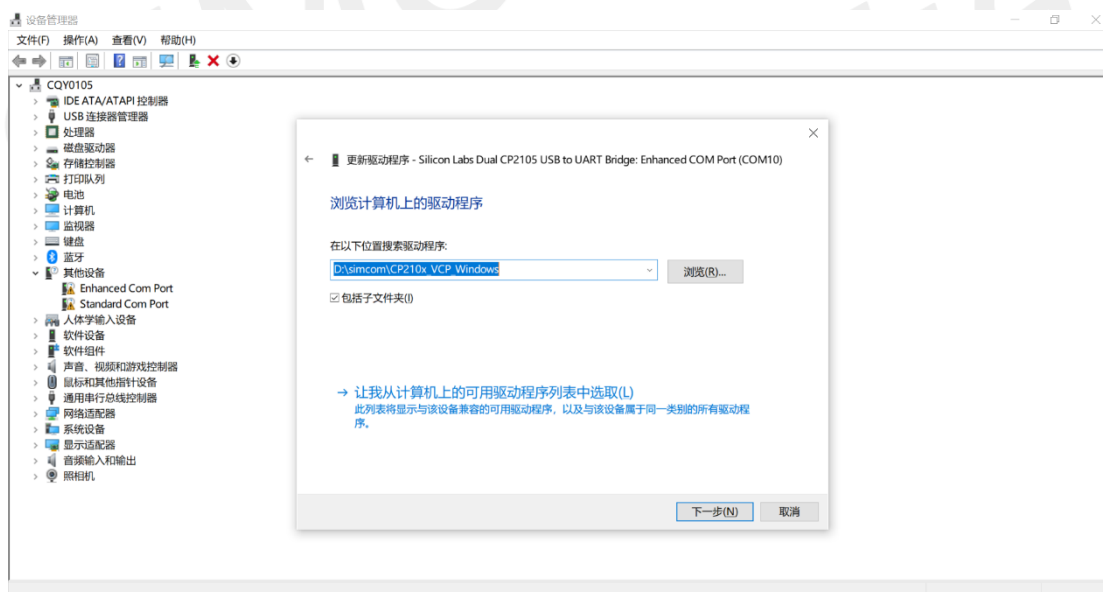 设备管理器
文件(F) 操作(A) 查看(V) 帮助(H)
CQY0105
IDE ATA/ATAPI 控制器
USB 连接器管理器
处理器
磁盘驱动器
存储控制器
打印队列
电池
计算机
监视器
键盘
蓝牙
其他设备
Enhanced Com Port
Standard Com Port
人体学输入设备
软件设备
软件组件
声音、视频和游戏控制器
鼠标和其他指针设备
通用串行总线控制器
网络适配器
系统设备
显示适配器
音频输入和输出
照相机
更新驱动程序 - Silicon Labs Dual CP2105 USB to UART Bridge: Enhanced COM Port (COM10)
浏览计算机上的驱动程序
在以下位置搜索驱动程序:
D:\simcom\CP210x_VCP_Windows
浏览(R)...
包括子文件夹(I)
→ 让我从计算机上的可用驱动程序列表中选取(L)
此列表将显示与该设备兼容的可用驱动程序，以及与该设备属于同一类别的所有驱动程
序。
下一步(N) 取消